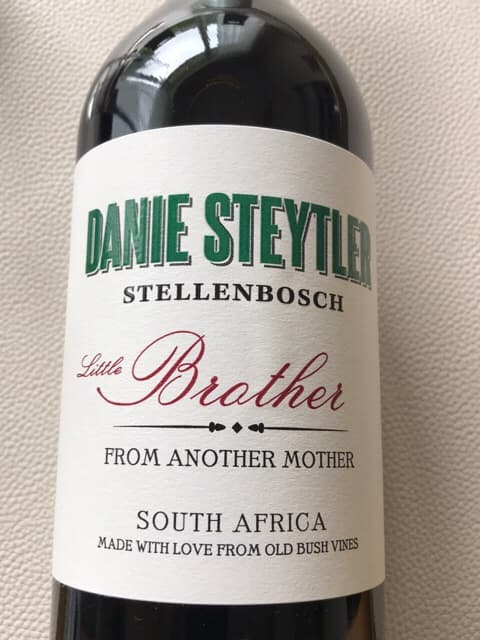 DANIE STEYTLER
STELLENBOSCH
Little Brother
FROM ANOTHER MOTHER
SOUTH AFRICA
MADE WITH LOVE FROM OLD BUSH VINES